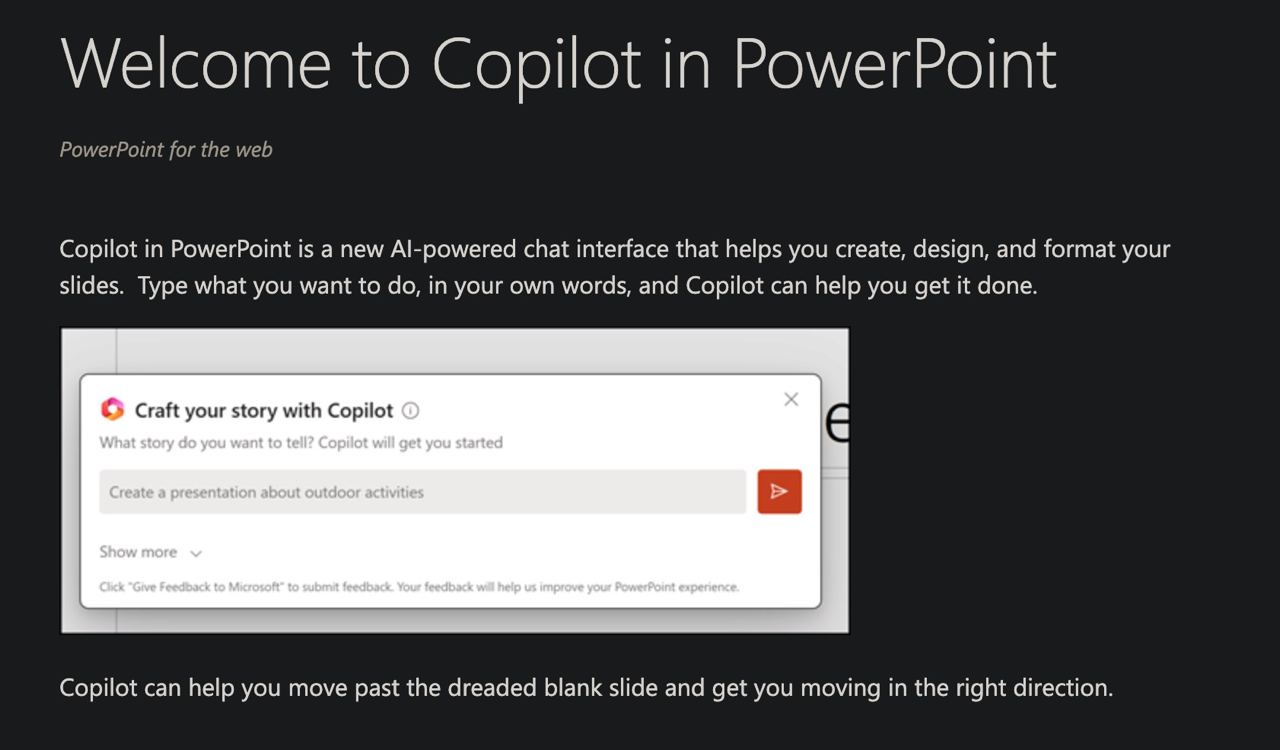 Welcome to Copilot in PowerPoint
PowerPoint for the web
Copilot in PowerPoint is a new AI-powered chat interface that helps you create, design, and format your
slides.  Type what you want to do, in your own words, and Copilot can help you get it done.
Craft your story with Copilot
What story do you want to tell? Copilot will get you started
Create a presentation about outdoor activities
Show more
Click "Give Feedback to Microsoft" to submit feedback. Your feedback will help us improve your PowerPoint experience.
Copilot can help you move past the dreaded blank slide and get you moving in the right direction.